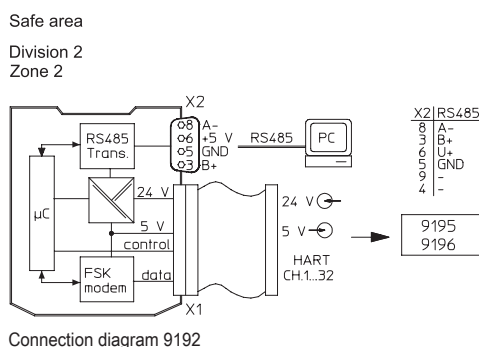 Safe area
Division 2
Zone 2
X2
8 A-
6 +5 V
5 GND
3 B+
RS485
Trans.
RS485
PC
X2 RS485
8 A-
3 B+
6 U+
5 GND
9 -
4 -
µC
24 V
5 V
control
data
FSK
modem
X1
24 V
5 V
HART
CH.1...32
9195
9196
Connection diagram 9192